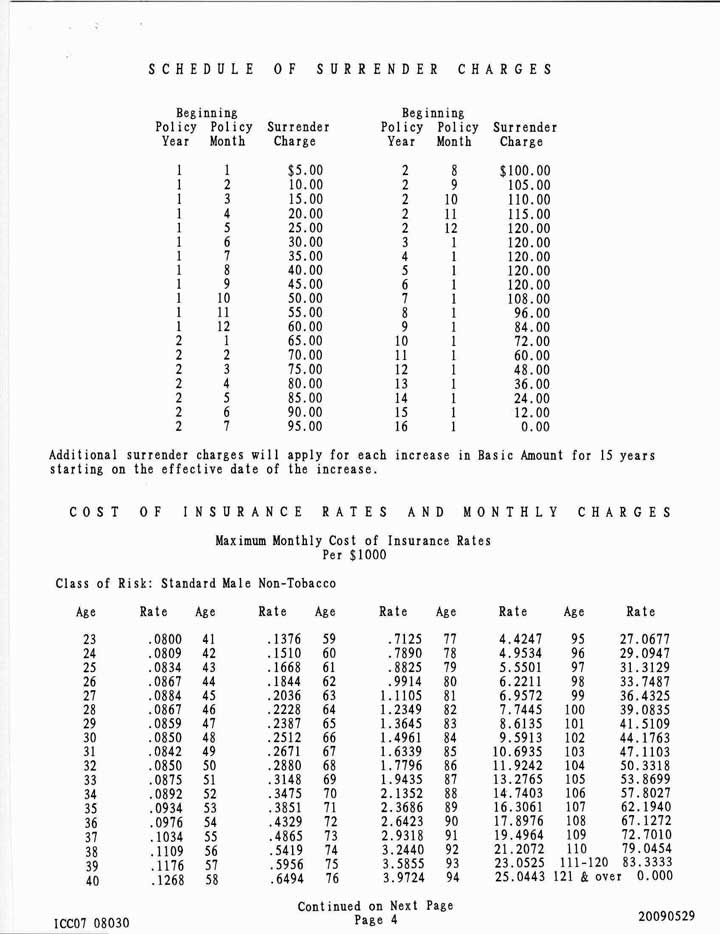 SCHEDULE OF SURRENDER CHARGES
Beginning Beginning
Policy Policy Surrender Policy Policy Surrender
Year Month Charge Year Month Charge
1 1 $5.00 2 8 $100.00
1 2 10.00 2 9 105.00
1 3 15.00 2 10 110.00
1 4 20.00 2 11 115.00
1 5 25.00 2 12 120.00
1 6 30.00 3 1 120.00
1 7 35.00 4 1 120.00
1 8 40.00 5 1 120.00
1 9 45.00 6 1 120.00
1 10 50.00 7 1 108.00
1 11 55.00 8 1 96.00
1 12 60.00 9 1 84.00
2 1 65.00 10 1 72.00
2 2 70.00 11 1 60.00
2 3 75.00 12 1 48.00
2 4 80.00 13 1 36.00
2 5 85.00 14 1 24.00
2 6 90.00 15 1 12.00
2 7 95.00 16 1 0.00
Additional surrender charges will apply for each increase in Basic Amount for 15 years
starting on the effective date of the increase.
COST OF INSURANCE RATES AND MONTHLY CHARGES
Maximum Monthly Cost of Insurance Rates
Per $1000
Class of Risk: Standard Male Non-Tobacco
Age Rate Age Rate Age Rate Age Rate Age Rate
23 .0800 41 .1376 59 .7125 77 4.4247 95 27.0677
24 .0809 42 .1510 60 .7890 78 4.9534 96 29.0947
25 .0834 43 .1668 61 .8825 79 5.5501 97 31.3129
26 .0867 44 .1844 62 .9914 80 6.2211 98 33.7487
27 .0884 45 .2036 63 1.1105 81 6.9572 99 36.4325
28 .0867 46 .2228 64 1.2349 82 7.7445 100 39.0835
29 .0859 47 .2387 65 1.3645 83 8.6135 101 41.5109
30 .0850 48 .2512 66 1.4961 84 9.5913 102 44.1763
31 .0842 49 .2671 67 1.6339 85 10.6935 103 47.1103
32 .0850 50 .2880 68 1.7796 86 11.9242 104 50.3318
33 .0875 51 .3148 69 1.9435 87 13.2765 105 53.8699
34 .0892 52 .3475 70 2.1352 88 14.7403 106 57.8027
35 .0934 53 .3851 71 2.3686 89 16.3061 107 62.1940
36 .0976 54 .4329 72 2.6423 90 17.8976 108 67.1272
37 .1034 55 .4865 73 2.9318 91 19.4964 109 72.7010
38 .1109 56 .5419 74 3.2440 92 21.2072 110 79.0454
39 .1176 57 .5956 75 3.5855 93 23.0525 111-120 83.3333
40 .1268 58 .6494 76 3.9724 94 25.0443 121 & over 0.000
Continued on Next Page
ICC07 08030 Page 4 20090529